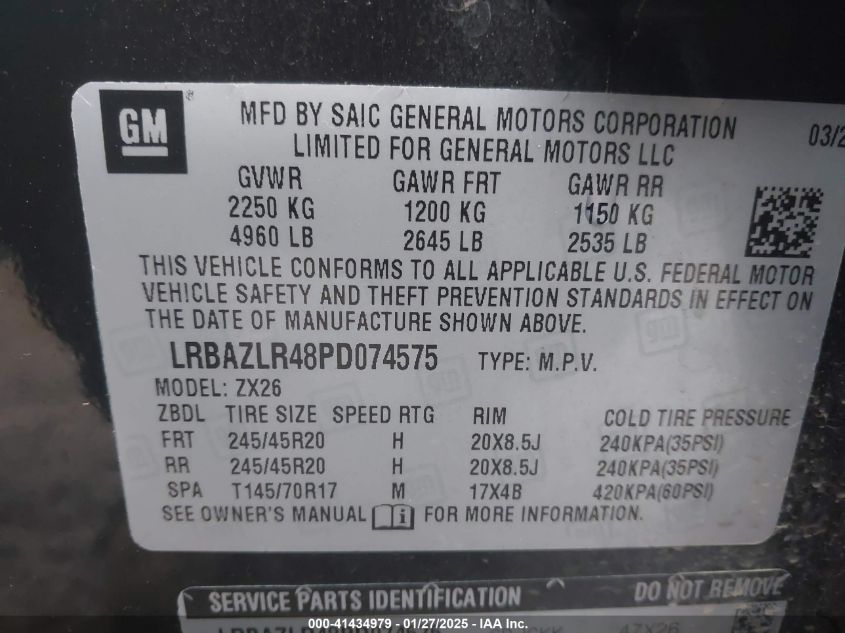 GM ® MFD BY SAIC GENERAL MOTORS CORPORATION 03/2
LIMITED FOR GENERAL MOTORS LLC
GVWR GAWR FRT GAWR RR
2250 KG 1200 KG 1150 KG
4960 LB 2645 LB 2535 LB
THIS VEHICLE CONFORMS TO ALL APPLICABLE U.S. FEDERAL MOTOR
VEHICLE SAFETY AND THEFT PREVENTION STANDARDS IN EFFECT ON
THE DATE OF MANUFACTURE SHOWN ABOVE.
LRBAZLR48PD074575 TYPE: M.P.V.
MODEL: ZX26
ZBDL TIRE SIZE SPEED RTG RIM COLD TIRE PRESSURE
FRT 245/45R20 H 20X8.5J 240KPA(35PSI)
RR 245/45R20 H 20X8.5J 240KPA(35PSI)
SPA T145/70R17 M 17X4B 420KPA(60PSI)
SEE OWNER'S MANUAL i FOR MORE INFORMATION.
SERVICE PARTS IDENTIFICATION DO NOT REMOVE
LRBAZLR48PD074575 4ZX26
000-41434979 | 01/27/2025 | IAA Inc.